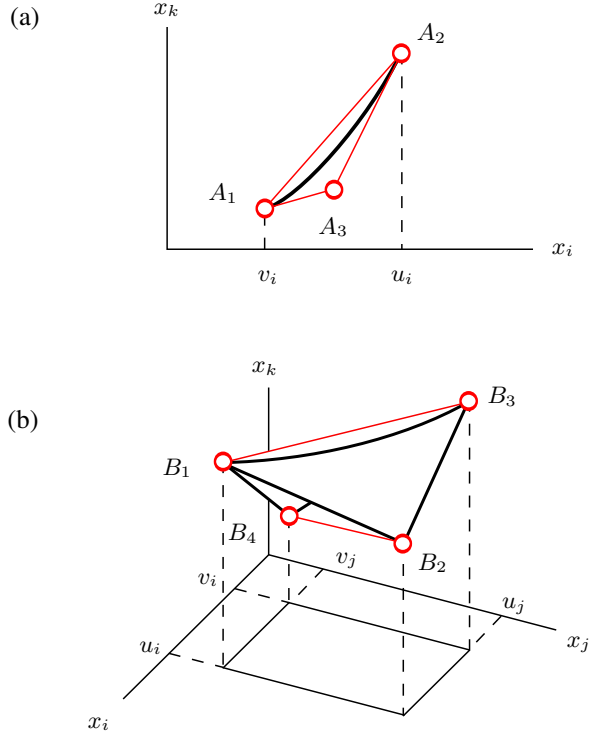 (a)
x_k
A_2
A_1
A_3
x_i
v_i
u_i
(b)
x_k
B_3
B_1
B_4
B_2
v_j
v_i
u_j
u_i
x_j
x_i